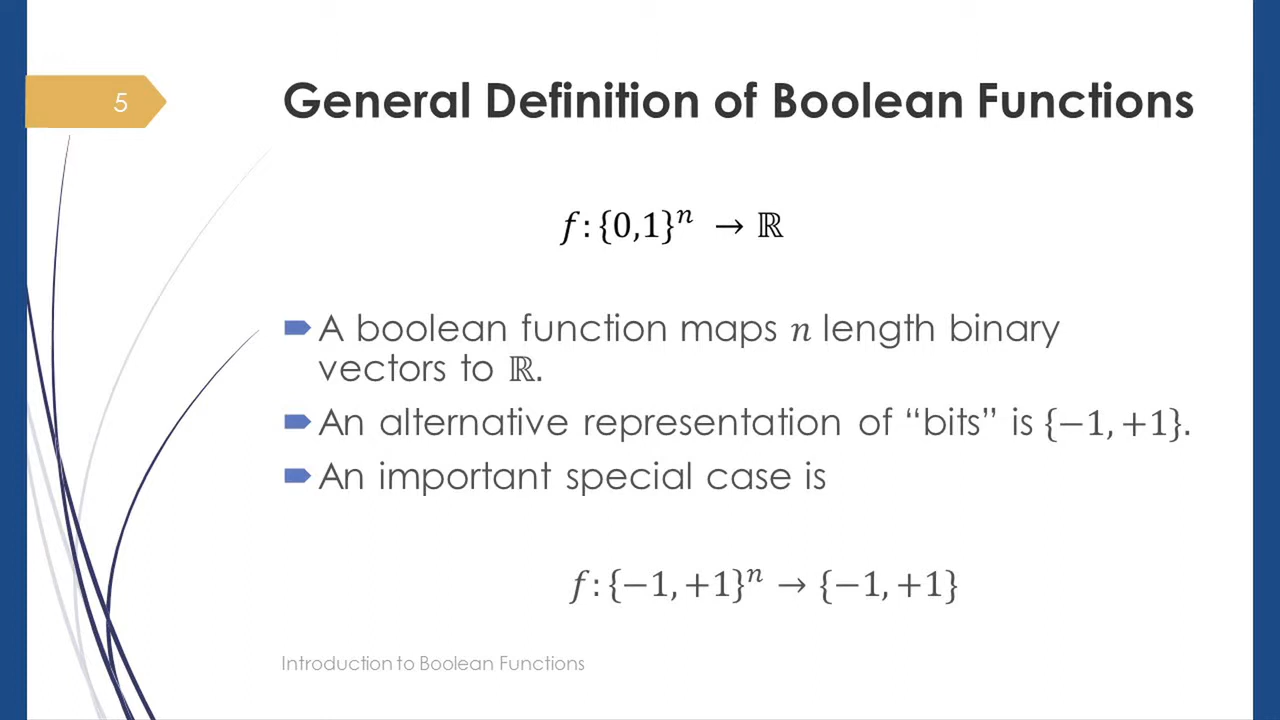 5
General Definition of Boolean Functions
𝑓: {0,1}ⁿ → ℝ
A boolean function maps 𝑛 length binary
vectors to ℝ.
An alternative representation of “bits” is {−1, +1}.
An important special case is
𝑓: {−1, +1}ⁿ → {−1, +1}
Introduction to Boolean Functions